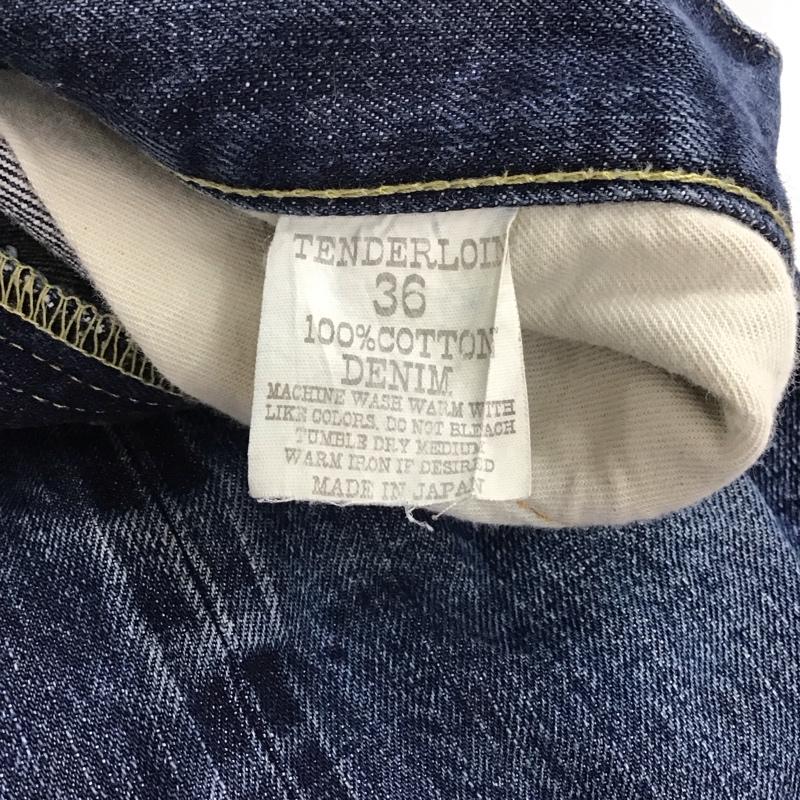 TENDERLOIN
36
100%COTTON
DENIM
MACHINE WASH WARM WITH
LIKE COLORS. DO NOT BLEACH
TUMBLE DRY MEDIUM
WARM IRON IF DESIRED
MADE IN JAPAN